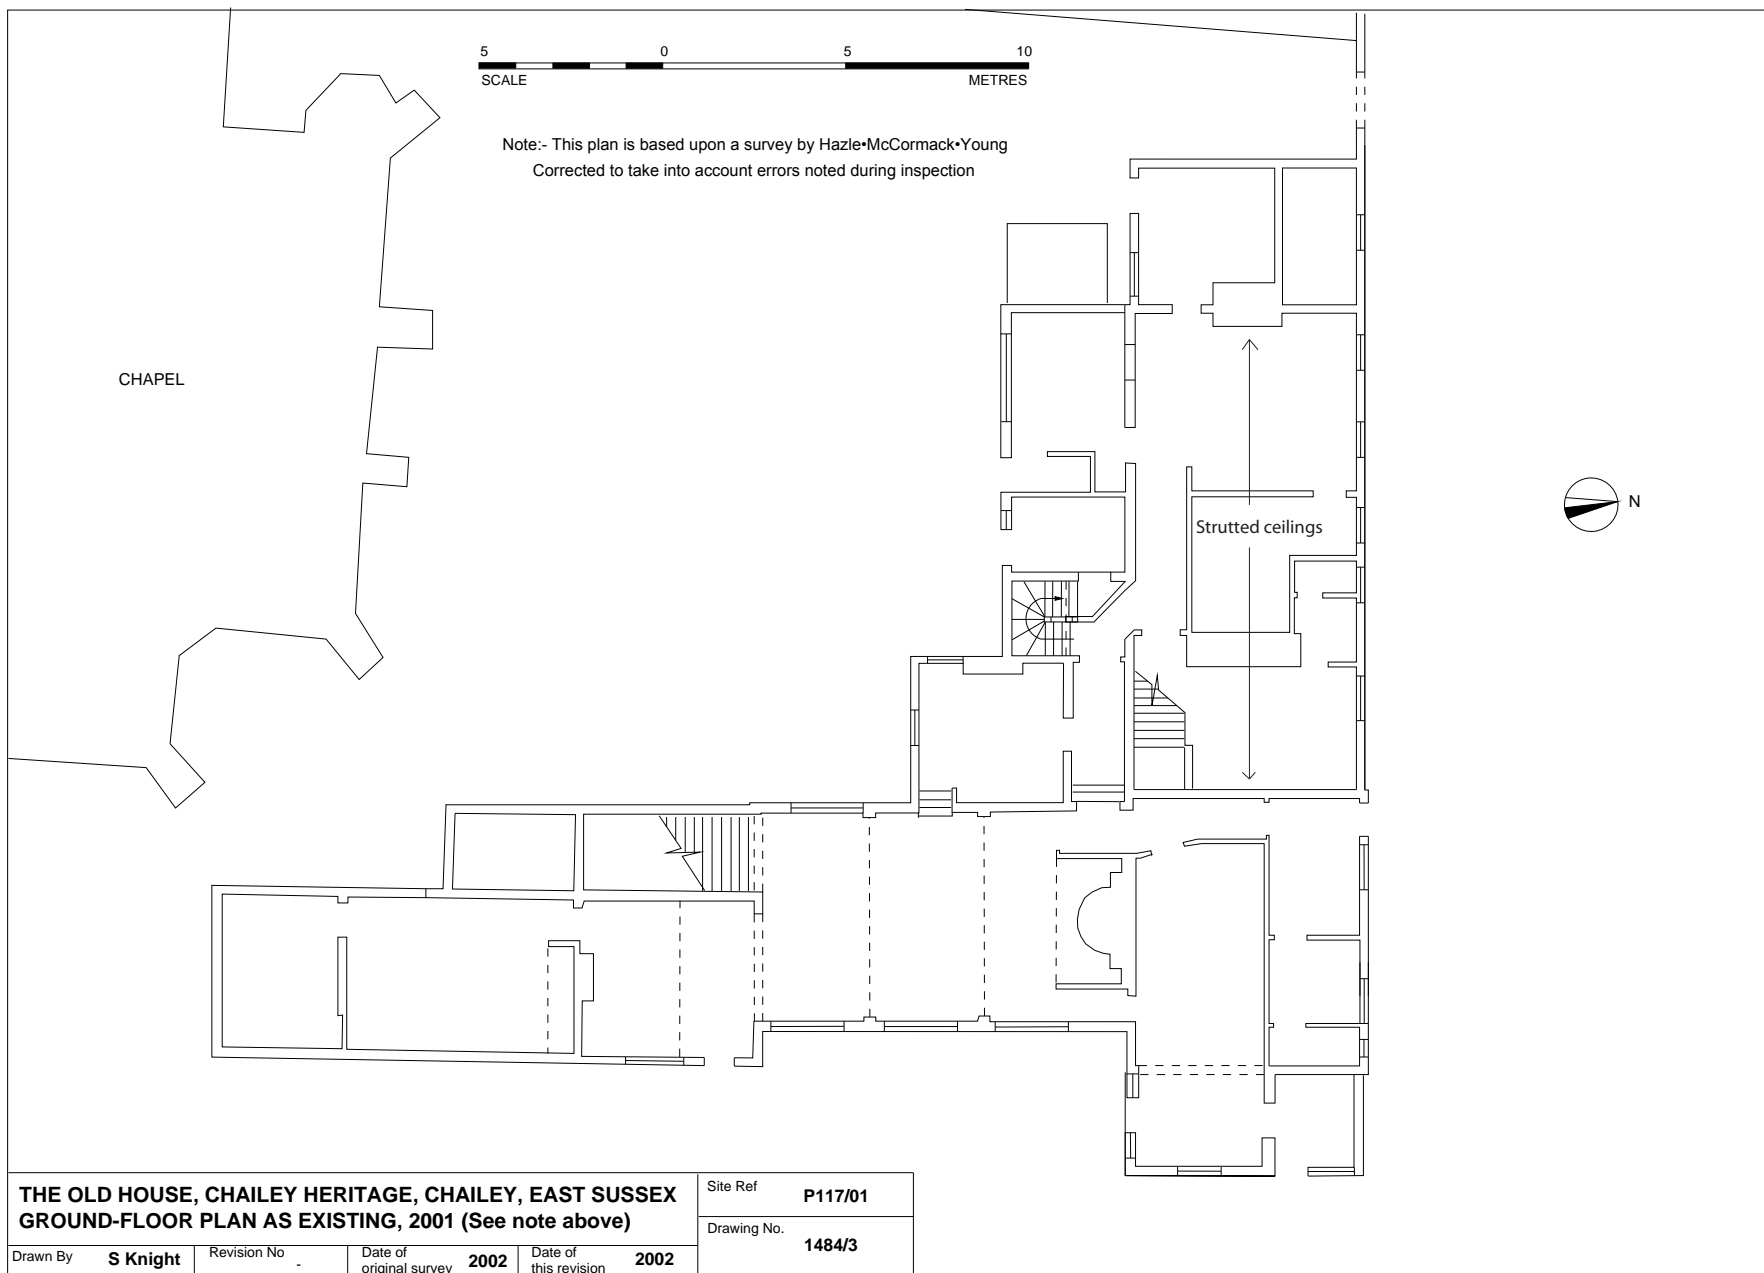 5 0 5 10
SCALE METRES
Note:- This plan is based upon a survey by Hazle•McCormack•Young
Corrected to take into account errors noted during inspection
CHAPEL
N
Strutted ceilings
THE OLD HOUSE, CHAILEY HERITAGE, CHAILEY, EAST SUSSEX
GROUND-FLOOR PLAN AS EXISTING, 2001 (See note above)
Site Ref P117/01
Drawing No.
1484/3
Drawn By S Knight
Revision No -
Date of
original survey 2002
Date of
this revision 2002